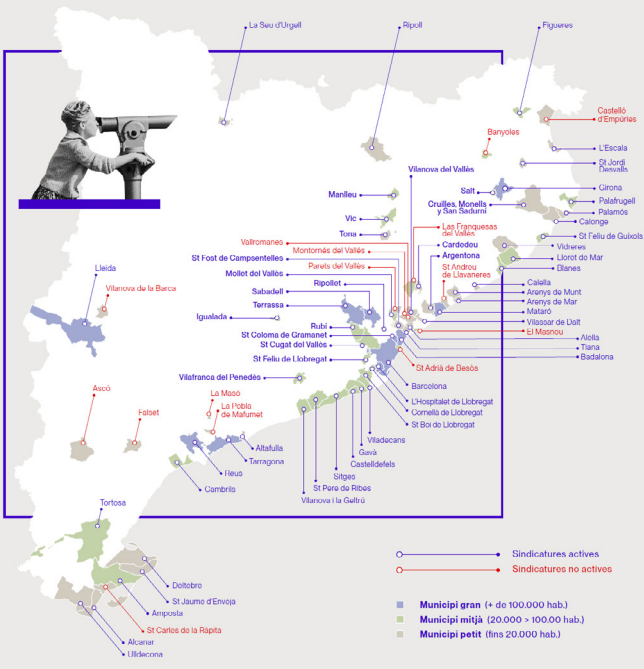 La Seu d'Urgell
Ripoll
Figueres
Castelló
d'Empúries
Banyoles
L'Escala
St Jordi
Desvalls
Vilanova del Vallès
Salt
Girona
Manlleu
Cruïlles, Monells
y San Sadurní
Palafrugell
Palamós
Vic
Calonge
Tona
Las Franquesas
del Vallès
St Feliu de Guíxols
Vallromanes
Cardedeu
Vidreres
Montornés del Vallés
Argentona
Llorot de Mar
St Fost de Campsentelles
Parets del Vallés
St Andreu
de Llavaneres
Blanes
Lleida
Mollet del Vallòs
Ripollet
Calella
Vilanova de la Barca
Sabadell
Arenys de Munt
Arenys de Mar
Terrassa
Mataró
Igualada
Vilassar de Dalt
Rubí
El Masnou
St Coloma de Gramanet
Alella
St Cugat del Vallès
Tiana
St Feliu de Llobregat
Badalona
St Adrià de Besòs
Vilafranca del Penedès
Barcelona
Ascó
La Masó
L'Hospitalet de Llobregat
Falset
La Pobla
de Mafumet
Cornellà de Llobregat
St Boi de Llobregat
Viladecans
Altafulla
Gavà
Tarragona
Castelldefels
Reus
Sitges
Cambrils
St Pere de Ribes
Vilanova i la Geltrú
Tortosa
Sindicatures actives
Sindicatures no actives
Deltebre
St Jaume d'Enveja
Municipi gran (+ de 100.000 hab.)
Amposta
Municipi mitjà (20.000 > 100.00 hab.)
St Carles de la Ràpita
Municipi petit (fins 20.000 hab.)
Alcanar
Ulldecona